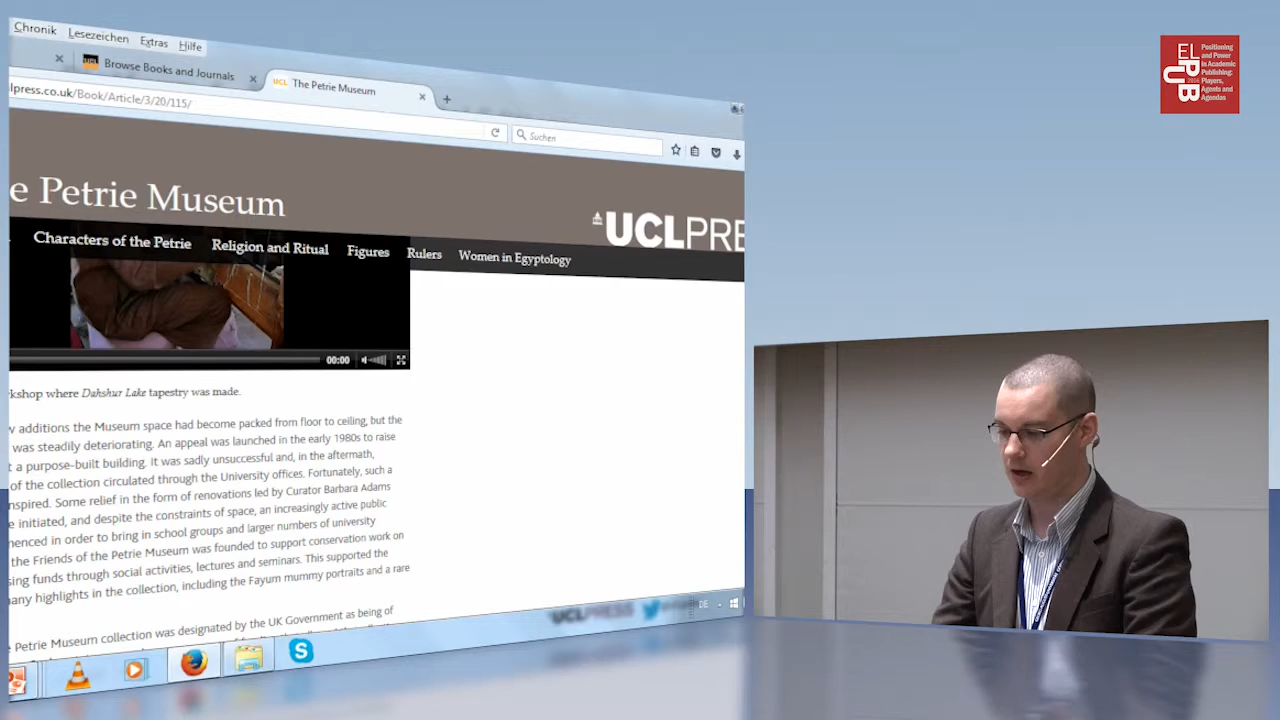 Chronik Lesezeichen Extras Hilfe
UCL Browse Books and Journals
UCL The Petrie Museum
lpress.co.uk/Book/Article/3/20/115/
Suchen
e Petrie Museum
UCLPRE
Characters of the Petrie Religion and Ritual Figures Rulers Women in Egyptology
00:00
kshop where Dahshur Lake tapestry was made.
additions the Museum space had become packed from floor to ceiling, but the
was steadily deteriorating. An appeal was launched in the early 1980s to raise
t a purpose-built building. It was sadly unsuccessful and, in the aftermath,
of the collection circulated through the University offices. Fortunately, such a
nspired. Some relief in the form of renovations led by Curator Barbara Adams
e initiated, and despite the constraints of space, an increasingly active public
nenced in order to bring in school groups and larger numbers of university
the Friends of the Petrie Museum was founded to support conservation work on
sing funds through social activities, lectures and seminars. This supported the
many highlights in the collection, including the Fayum mummy portraits and a rare
e Petrie Museum collection was designated by the UK Government as being of
UCLPRESS
DE
ELPUB
2016
Positioning
and Power
in Academic
Publishing:
Players,
Agents and
Agendas